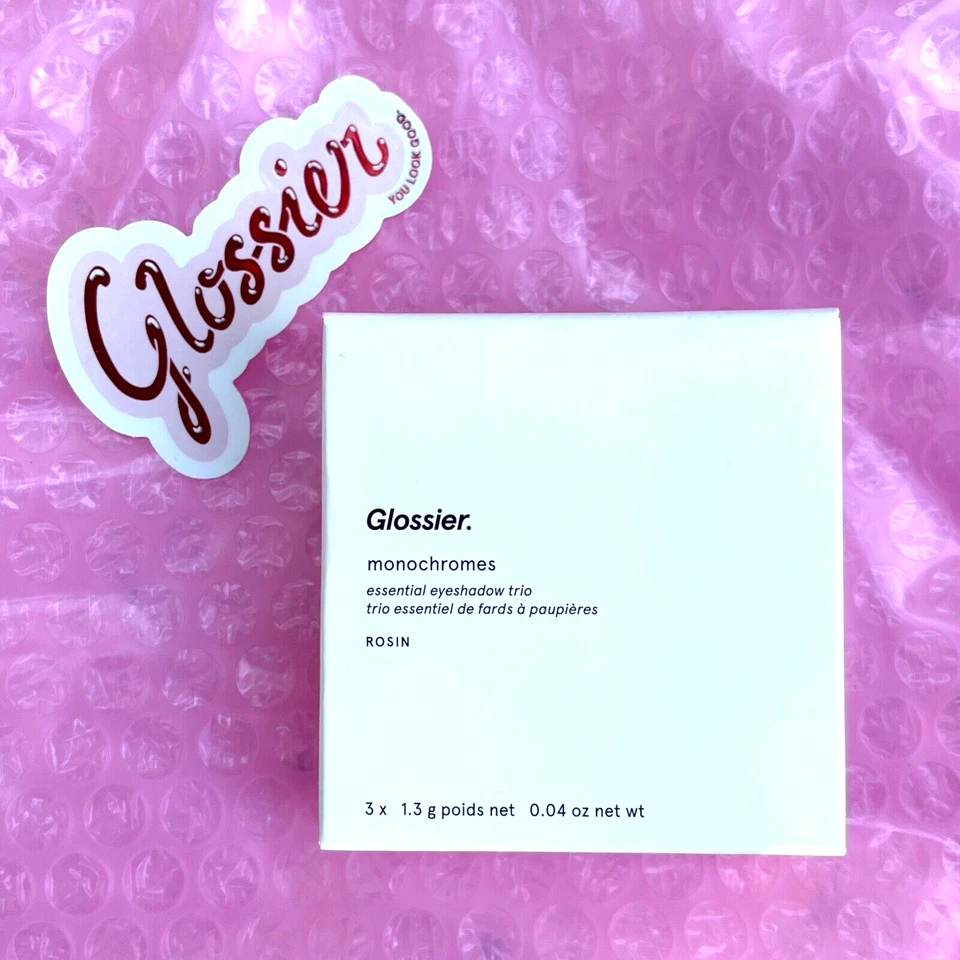 Glossier
YOU LOOK GOOD
Glossier.
monochromes
essential eyeshadow trio
trio essentiel de fards à paupières
ROSIN
3 x 1.3 g poids net 0.04 oz net wt